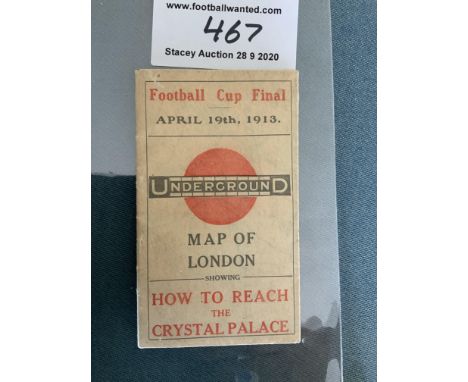 www.footballwanted.com
467
Stacey Auction 28 9 2020
Football Cup Final
APRIL 19th, 1913.
UNDERGROUND
MAP OF
LONDON
SHOWING
HOW TO REACH
THE
CRYSTAL PALACE